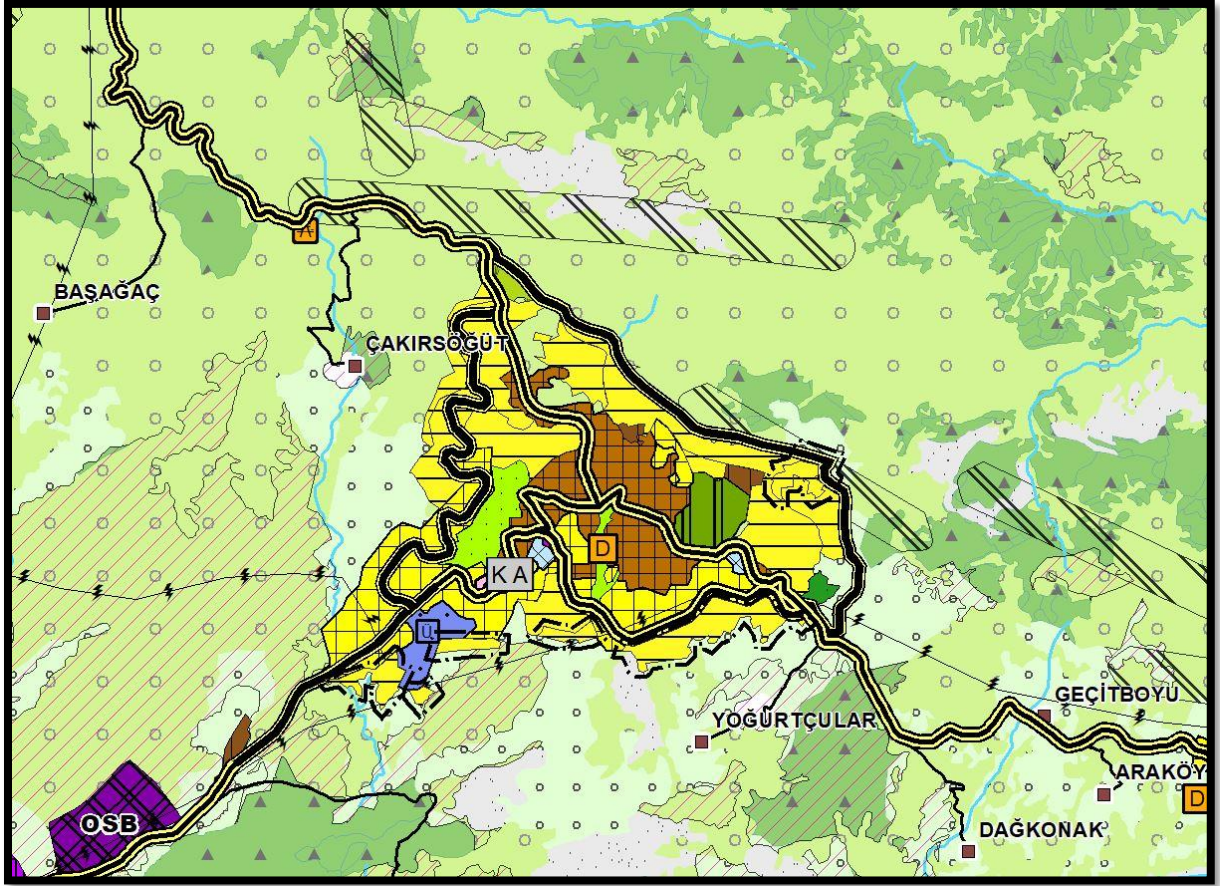 BAŞAĞAÇ
ÇAKIRSÖĞÜT
D
K A
Ü
YOĞURTÇULAR
GEÇİTBOYU
ARAKÖY
D
OSB
DAĞKONAK